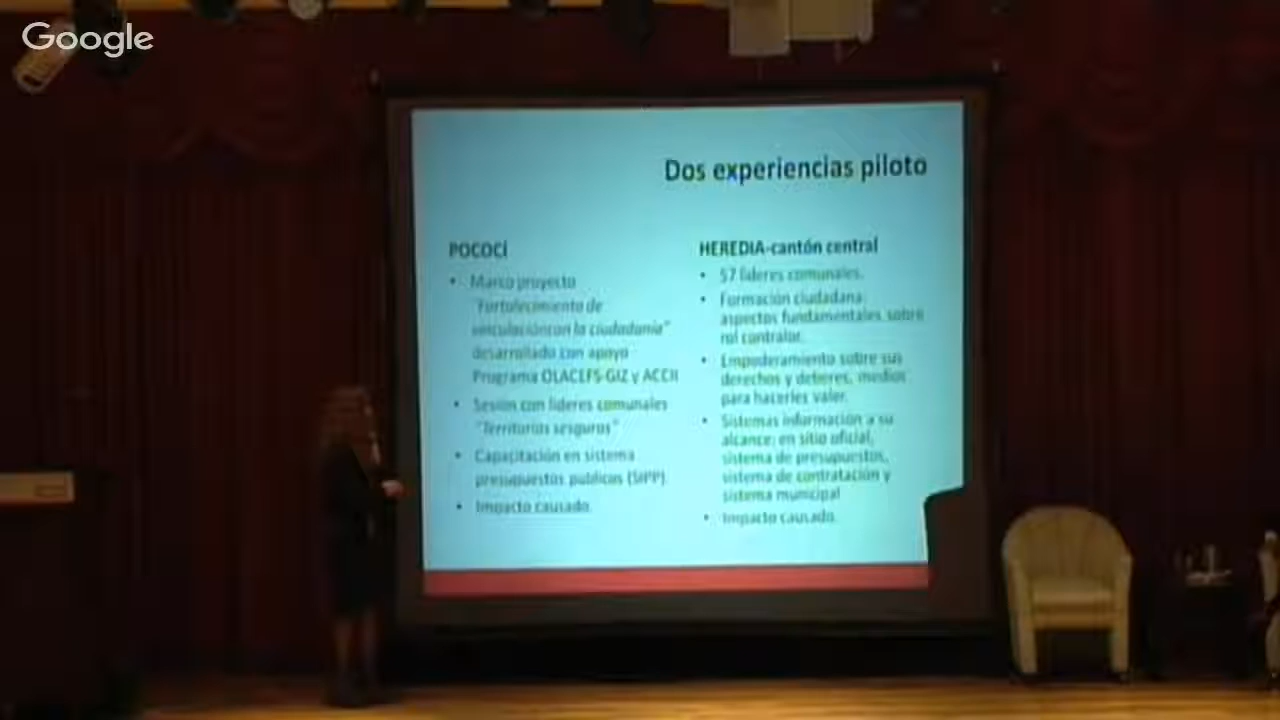 Google
Dos experiencias piloto
POCOCÍ
• Marco proyecto
"Fortalecimiento de
vinculación con la ciudadanía"
desarrollado con apoyo
Programa OLACEFS-GIZ y ACCII
• Sesión con líderes comunales
"Territorios sesguros"
• Capacitación en sistema
presupuestos públicos (SIPP)
• Impacto causado.
HEREDIA-cantón central
• 57 líderes comunales.
• Formación ciudadana:
aspectos fundamentales sobre
rol contralor.
• Empoderamiento sobre sus
derechos y deberes, medios
para hacerles valer.
• Sistemas información a su
alcance: en sitio oficial,
sistema de presupuestos,
sistema de contratación y
sistema municipal
• Impacto causado.